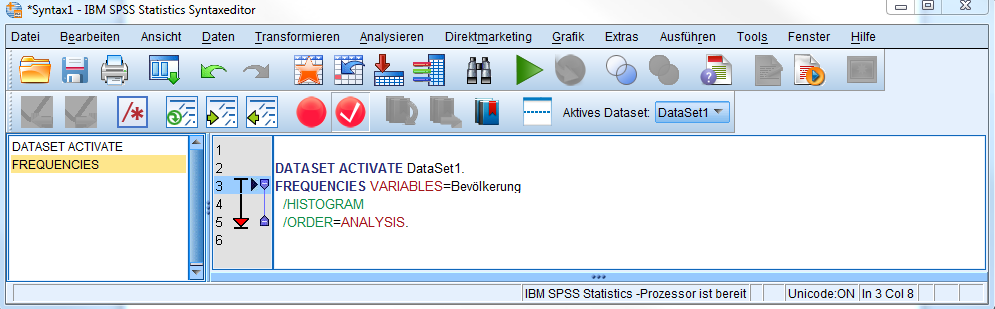 *Syntax1 - IBM SPSS Statistics Syntaxeditor
Datei Bearbeiten Ansicht Daten Transformieren Analysieren Direktmarketing Grafik Extras Ausführen Tools Fenster Hilfe
/* Aktives Dataset: DataSet1
DATASET ACTIVATE
FREQUENCIES
1
2 DATASET ACTIVATE DataSet1.
3 FREQUENCIES VARIABLES=Bevölkerung
4 /HISTOGRAM
5 /ORDER=ANALYSIS.
6
IBM SPSS Statistics -Prozessor ist bereit Unicode:ON In 3 Col 8